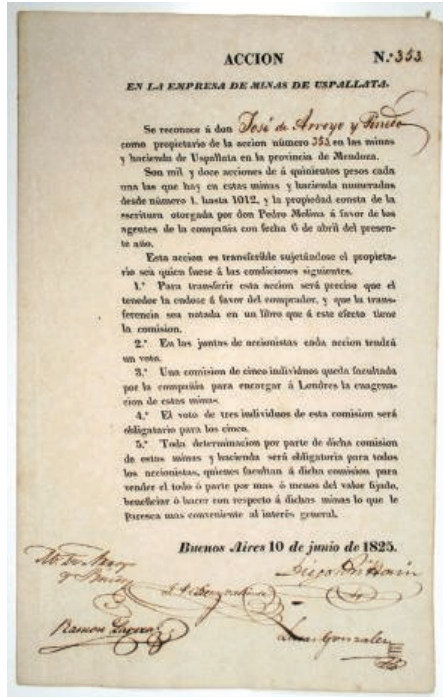 ACCION N.º 353
EN LA EMPRESA DE MINAS DE USPALLATA.
Se reconoce á don José de Arroyo y Pinedo
como propietario de la accion número 353 en las minas
y hacienda de Uspallata en la provincia de Mendoza.
Son mil y doce acciones de á quinientos pesos cada
una las que hay en estas minas y hacienda numeradas
desde número 1. hasta 1012, y la propiedad consta de la
escritura otorgada por don Pedro Molina á favor de los
agentes de la compañia con fecha 6 de abril del presen-
te año.
Esta accion es transferible sujetándose el propieta-
rio sea quien fuese á las condiciones siguientes.
1.ª Para transferir esta accion será preciso que el
tenedor la endose á favor del comprador, y que la trans-
ferencia sea notada en un libro que á este efecto tiene
la comision.
2.ª En las juntas de accionistas cada accion tendrá
un voto.
3.ª Una comision de cinco individuos queda facultada
por la compañia para encargar á Londres la enagena-
cion de estas minas.
4.ª El voto de tres individuos de esta comision será
obligatorio para los cinco.
5.ª Toda determinacion por parte de dicha comision
de estas minas y hacienda será obligatoria para todos
los accionistas, quienes facultan á dicha comision para
vender el todo ó parte por mas ó menos del valor fijado,
beneficiar ó hacer con respecto á dichas minas lo que le
paresca mas conveniente al interés general.
Buenos Aires 10 de junio de 1825.
Ramon Larrea
Lucas Gonzalez